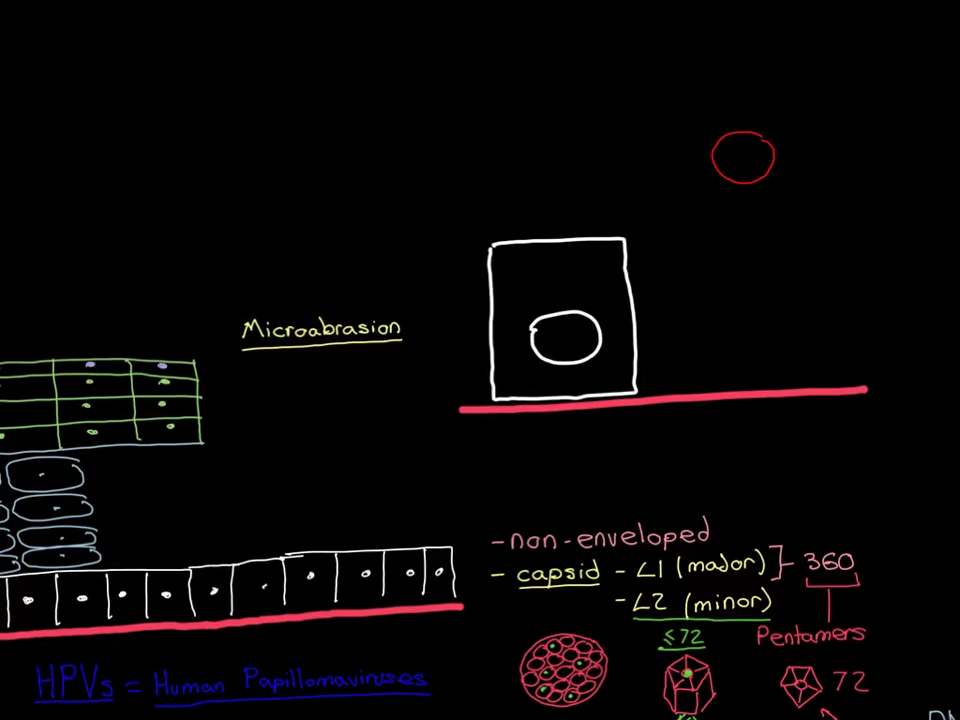 Microabrasion
-non-enveloped
- capsid - L1 (major) ]- 360
- L2 (minor)
≤72
Pentamers
72
HPVs = Human Papillomaviruses